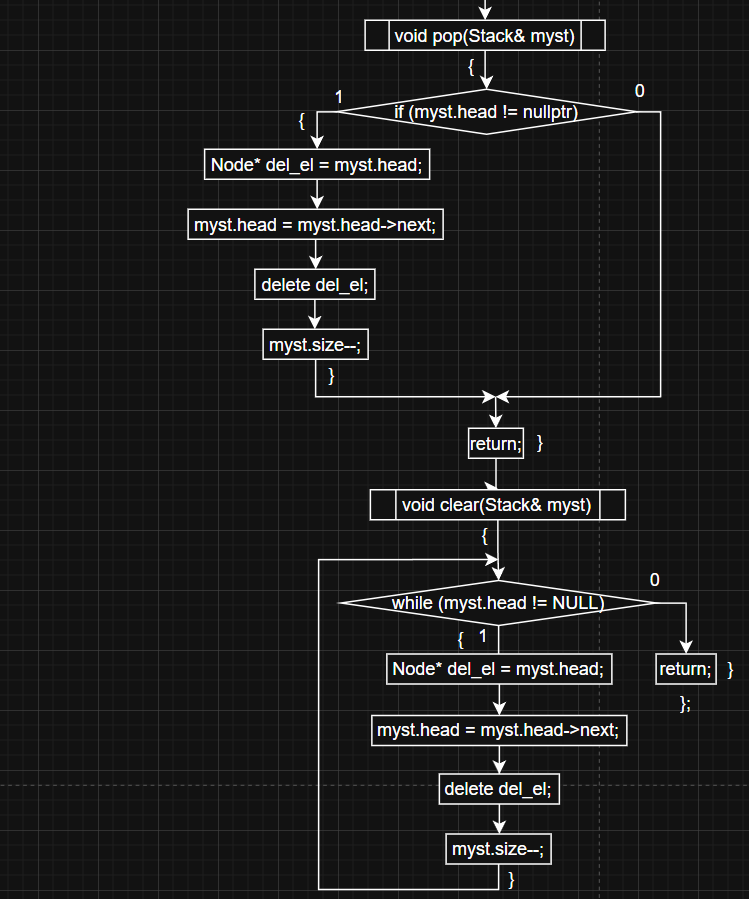 void pop(Stack& myst)
{
if (myst.head != nullptr)
1
0
{
Node* del_el = myst.head;
myst.head = myst.head->next;
delete del_el;
myst.size--;
}
return;
}
void clear(Stack& myst)
{
while (myst.head != NULL)
0
{
1
Node* del_el = myst.head;
return;
}
};
myst.head = myst.head->next;
delete del_el;
myst.size--;
}